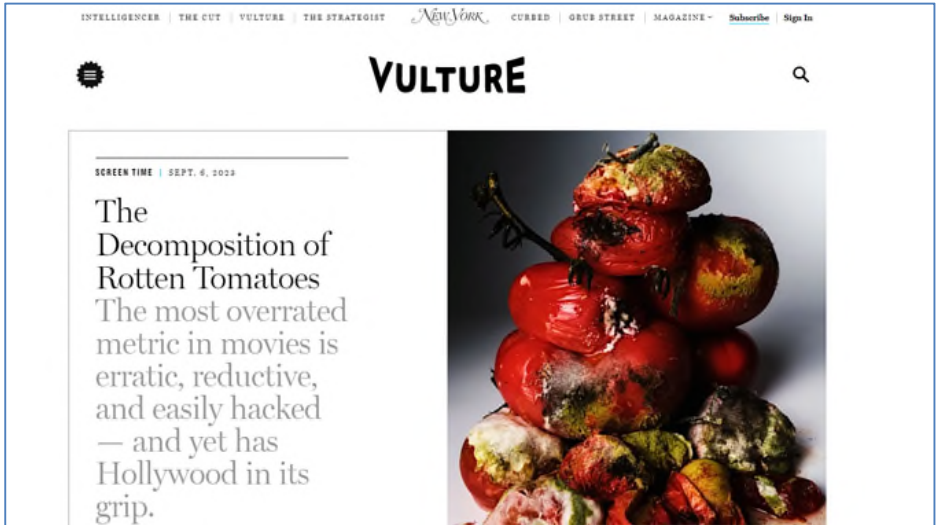 INTELLIGENCER | THE CUT | VULTURE | THE STRATEGIST NEW YORK CURBED | GRUB STREET | MAGAZINE Subscribe | Sign In
VULTURE
SCREEN TIME | SEPT. 6, 2023
The
Decomposition of
Rotten Tomatoes
The most overrated
metric in movies is
erratic, reductive,
and easily hacked
— and yet has
Hollywood in its
grip.